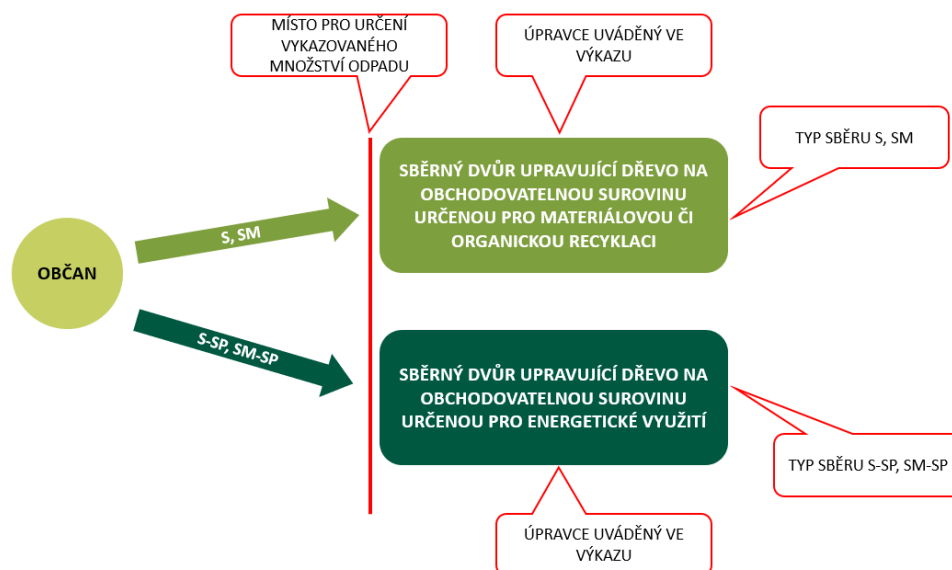 MÍSTO PRO URČENÍ
VYKAZOVANÉHO
MNOŽSTVÍ ODPADU
ÚPRAVCE UVÁDĚNÝ VE
VÝKAZU
TYP SBĚRU S, SM
SBĚRNÝ DVŮR UPRAVUJÍCÍ DŘEVO NA
OBCHODOVATELNOU SUROVINU
URČENOU PRO MATERIÁLOVOU ČI
ORGANICKOU RECYKLACI
S, SM
OBČAN
S-SP, SM-SP
SBĚRNÝ DVŮR UPRAVUJÍCÍ DŘEVO NA
OBCHODOVATELNOU SUROVINU
URČENOU PRO ENERGETICKÉ VYUŽITÍ
TYP SBĚRU S-SP, SM-SP
ÚPRAVCE UVÁDĚNÝ VE
VÝKAZU